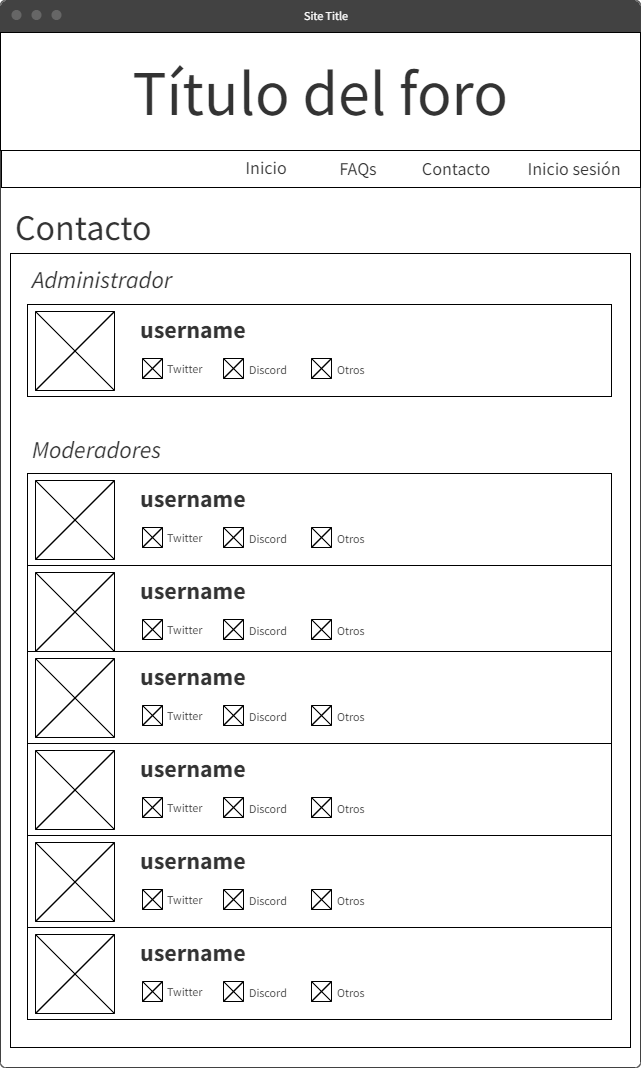 Site Title
Título del foro
Inicio FAQs Contacto Inicio sesión
Contacto
Administrador
username
Twitter Discord Otros
Moderadores
username
Twitter Discord Otros
username
Twitter Discord Otros
username
Twitter Discord Otros
username
Twitter Discord Otros
username
Twitter Discord Otros
username
Twitter Discord Otros